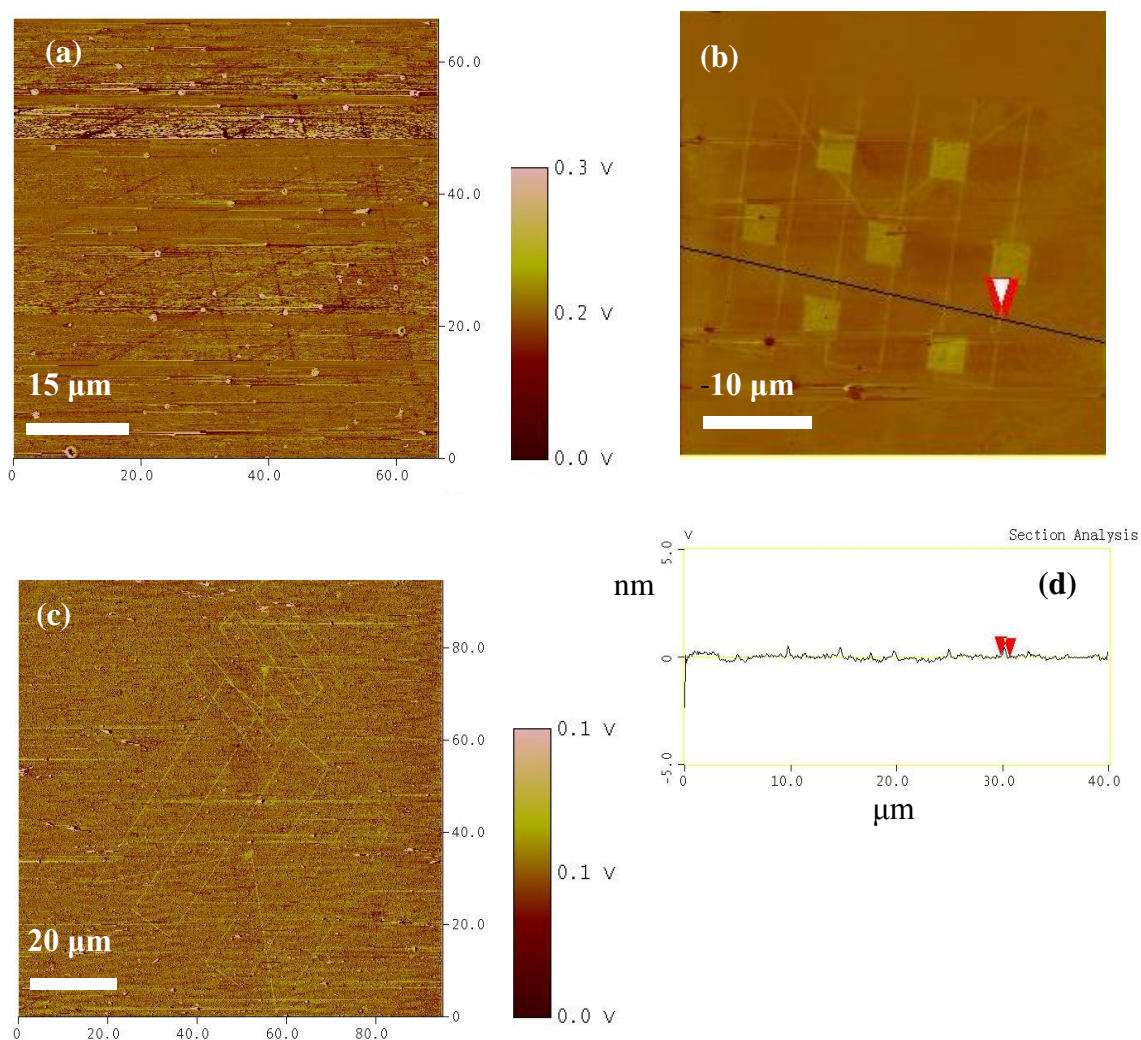 (a)
60.0
40.0
20.0
0
15 µm
0 20.0 40.0 60.0
0.3 V
0.2 V
0.0 V
(b)
-10 µm
(c)
80.0
60.0
40.0
20.0
0
20 µm
0 20.0 40.0 60.0 80.0
0.1 V
0.1 V
0.0 V
V Section Analysis
5.0
0
-5.0
nm
(d)
0 10.0 20.0 30.0 40.0
µm